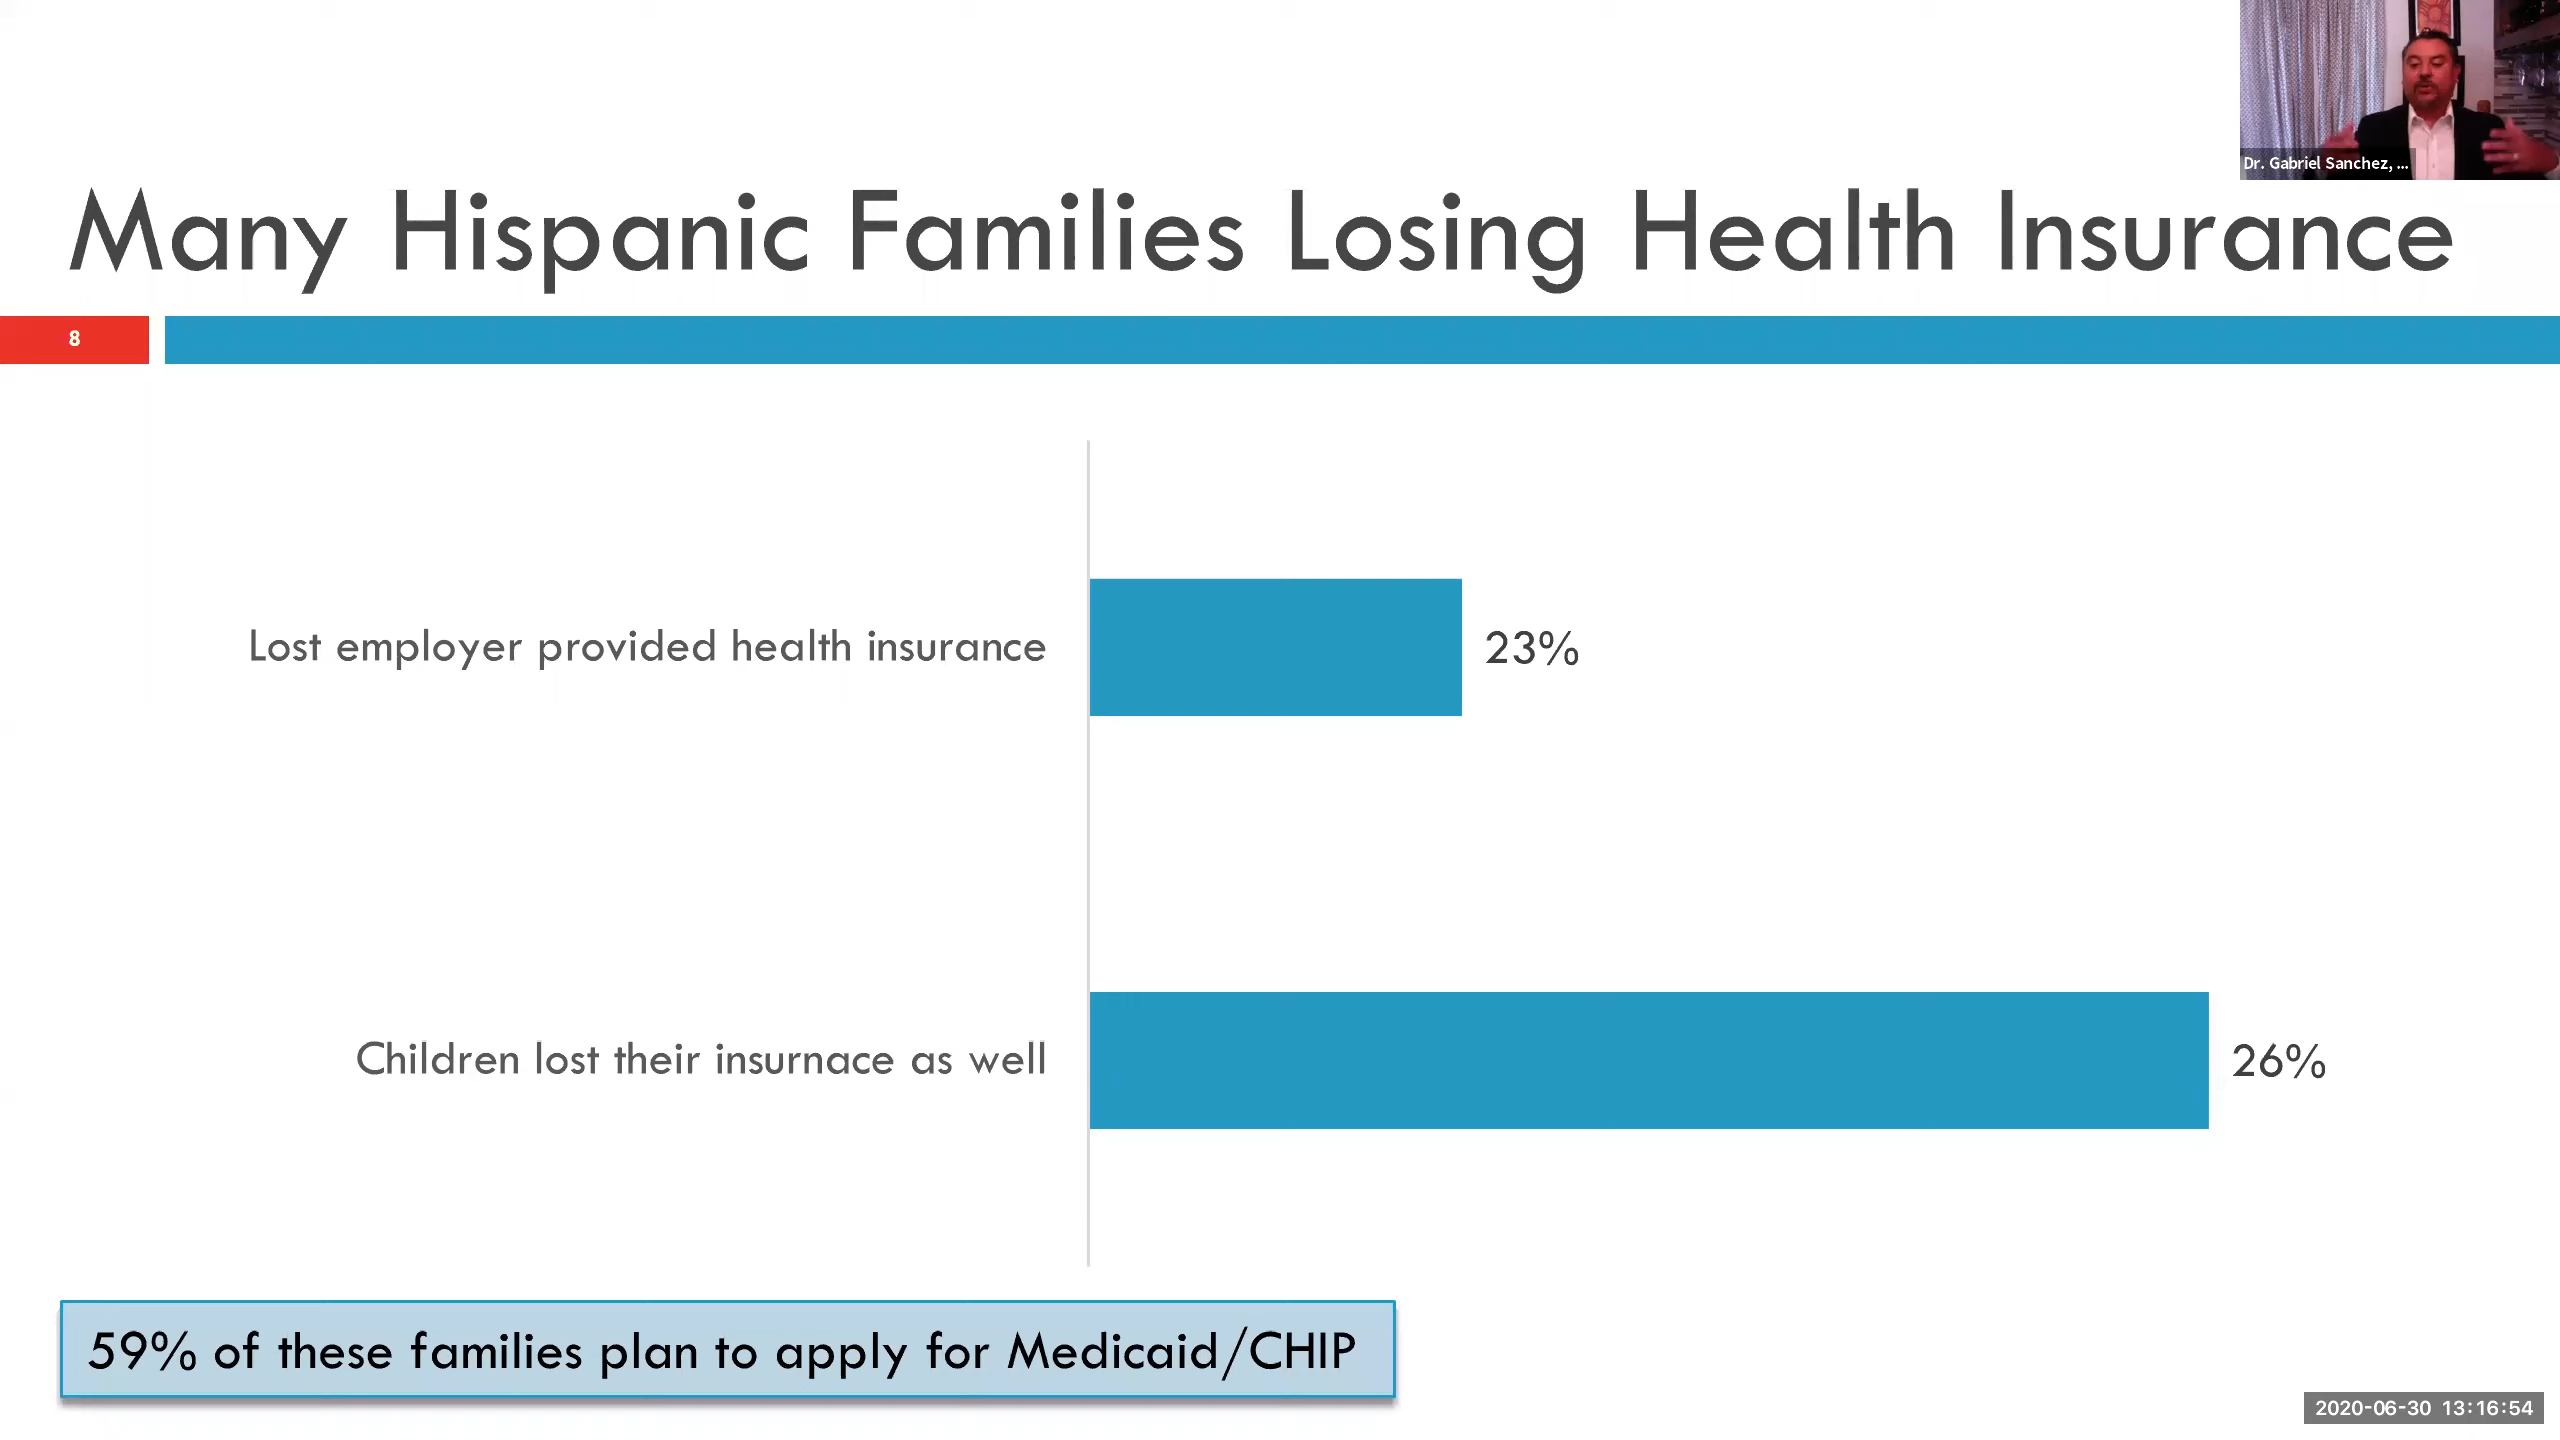 Dr. Gabriel Sanchez, ...
Many Hispanic Families Losing Health Insurance
8
Lost employer provided health insurance
23%
Children lost their insurnace as well
26%
59% of these families plan to apply for Medicaid/CHIP
2020-06-30 13:16:54